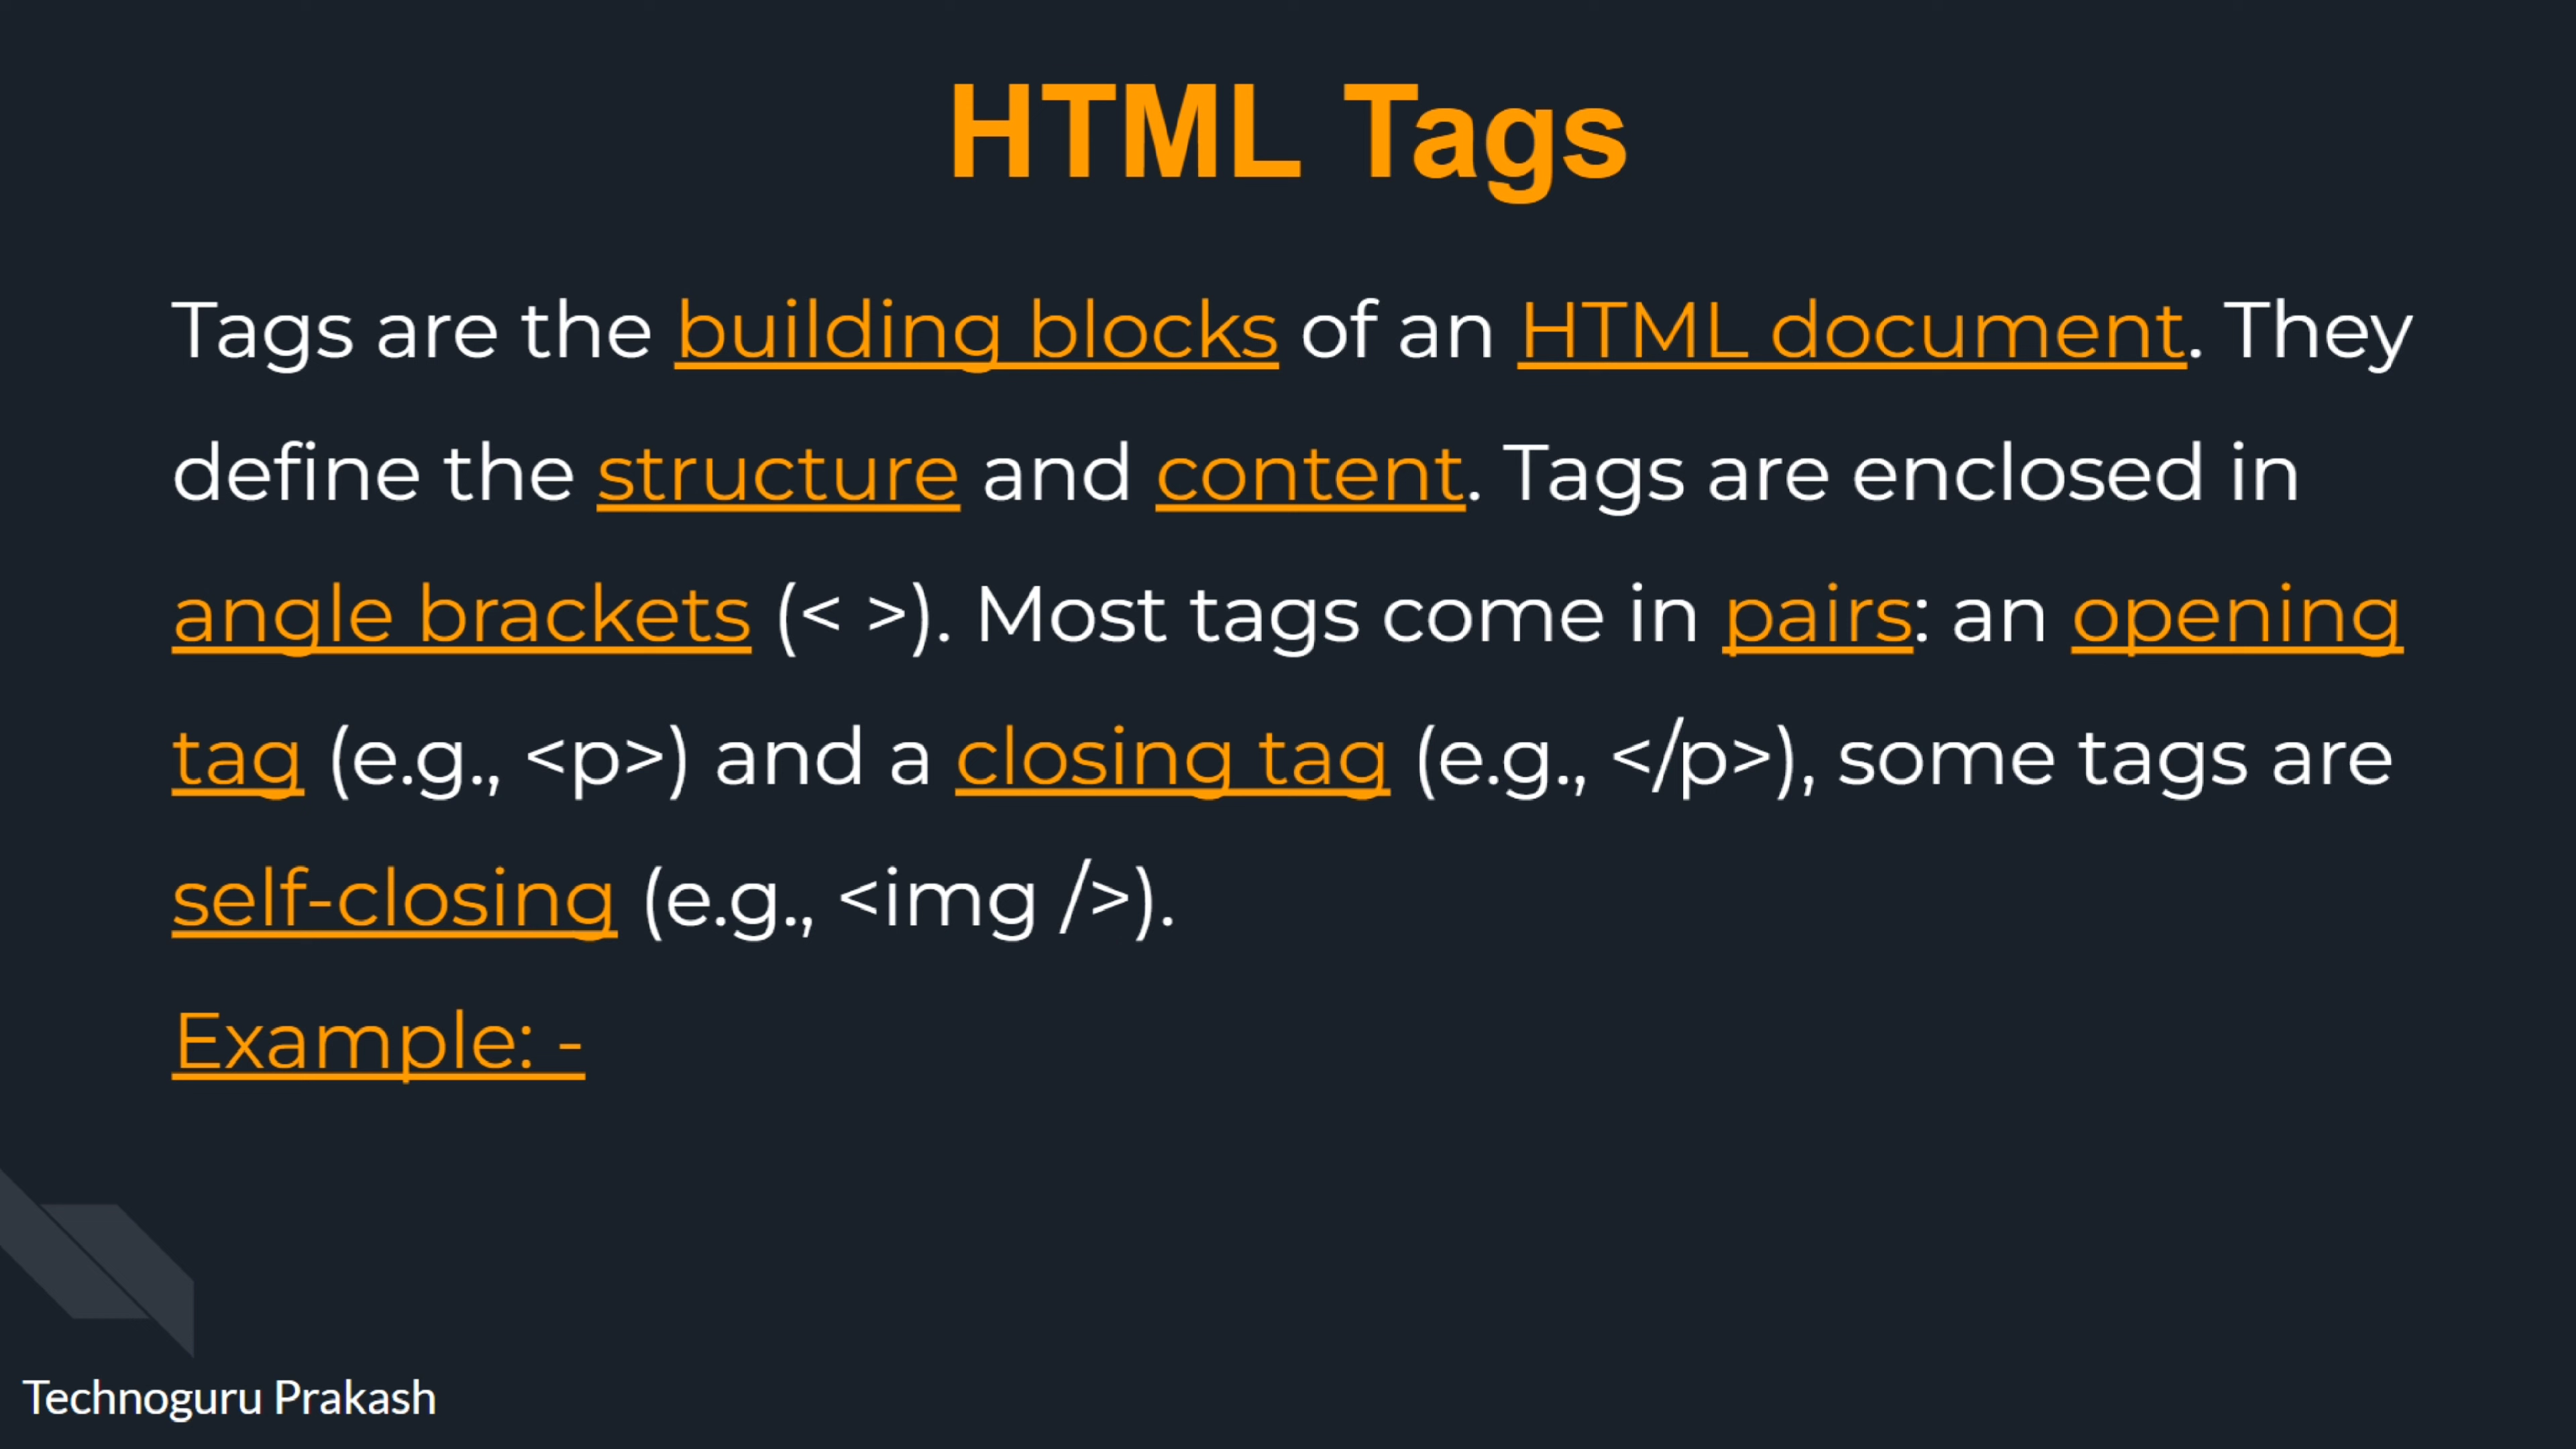 HTML Tags
Tags are the building blocks of an HTML document. They
define the structure and content. Tags are enclosed in
angle brackets (< >). Most tags come in pairs: an opening
tag (e.g., <p>) and a closing tag (e.g., </p>), some tags are
self-closing (e.g., <img />).
Example: -
Technoguru Prakash